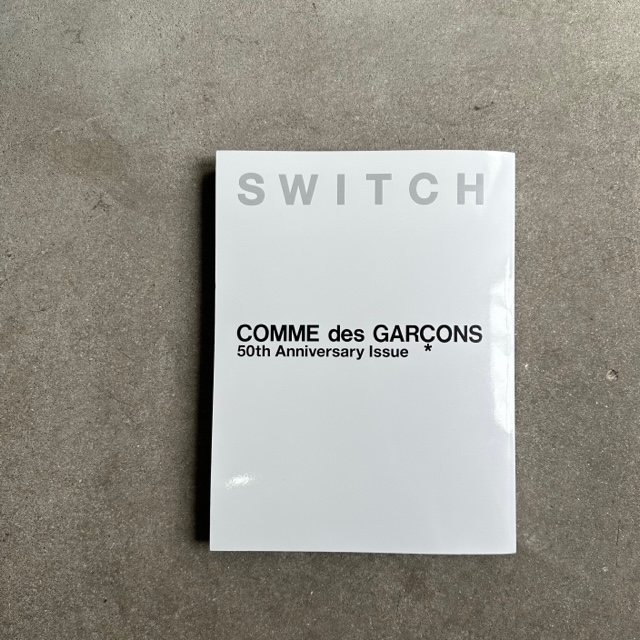 SWITCH
COMME des GARÇONS
50th Anniversary Issue *